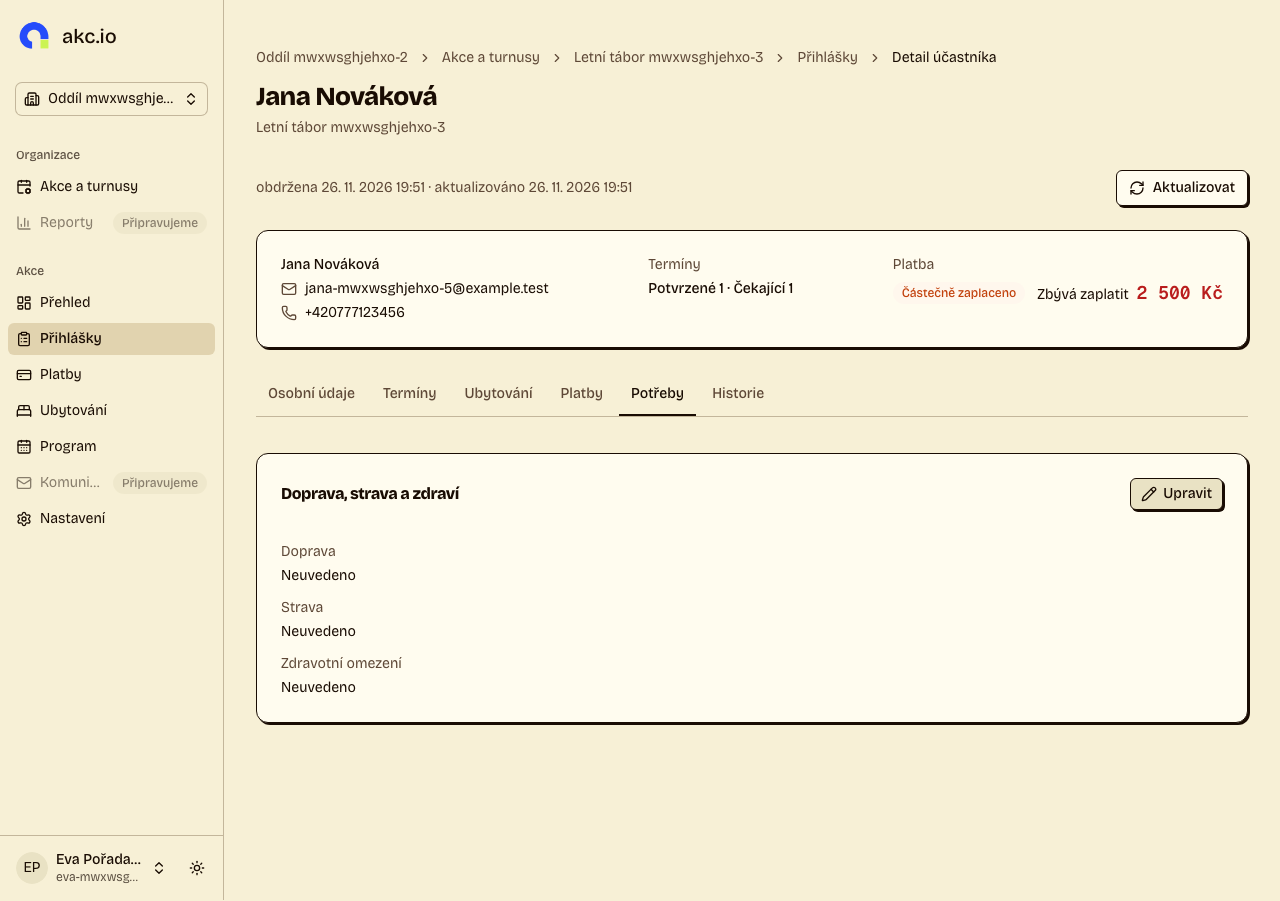 akc.io
Oddíl mwxwsghje...
Organizace
Akce a turnusy
Reporty Připravujeme
Akce
Přehled
Přihlášky
Platby
Ubytování
Program
Komuni... Připravujeme
Nastavení
EP
Eva Pořada...
eva-mwxwsg...
Oddíl mwxwsghjehxo-2 > Akce a turnusy > Letní tábor mwxwsghjehxo-3 > Přihlášky > Detail účastníka
Jana Nováková
Letní tábor mwxwsghjehxo-3
obdržena 26. 11. 2026 19:51 · aktualizováno 26. 11. 2026 19:51
Aktualizovat
Jana Nováková
jana-mwxwsghjehxo-5@example.test
+420777123456
Termíny
Potvrzené 1 · Čekající 1
Platba
Částečně zaplaceno Zbývá zaplatit 2 500 Kč
Osobní údaje Termíny Ubytování Platby Potřeby Historie
Doprava, strava a zdraví
Upravit
Doprava
Neuvedeno
Strava
Neuvedeno
Zdravotní omezení
Neuvedeno